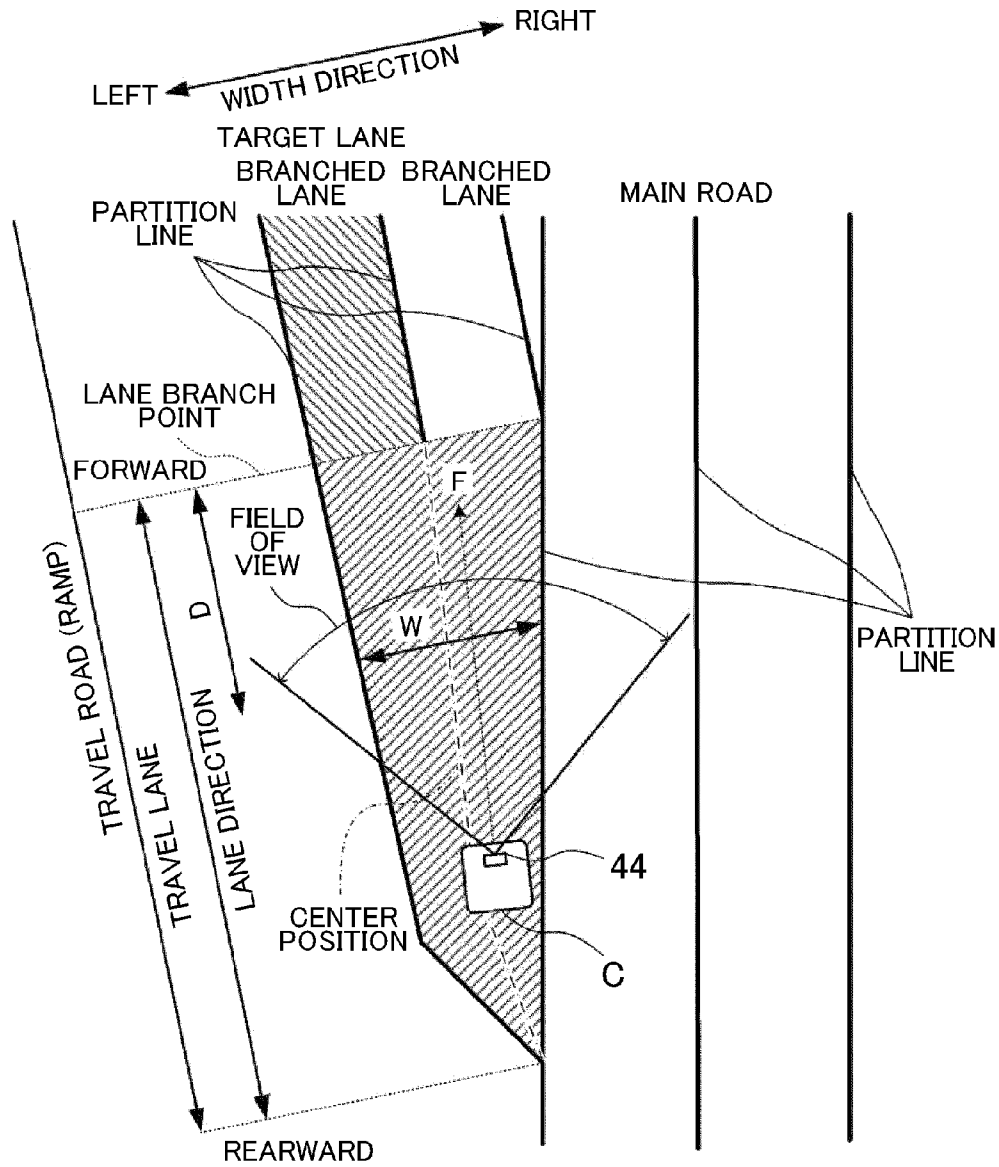 RIGHT
LEFT
WIDTH DIRECTION
TARGET LANE
BRANCHED
LANE
BRANCHED
LANE
MAIN ROAD
PARTITION
LINE
LANE BRANCH
POINT
FORWARD
F
FIELD
OF
VIEW
D
W
PARTITION
LINE
TRAVEL ROAD (RAMP)
TRAVEL LANE
LANE DIRECTION
44
CENTER
POSITION
C
REARWARD